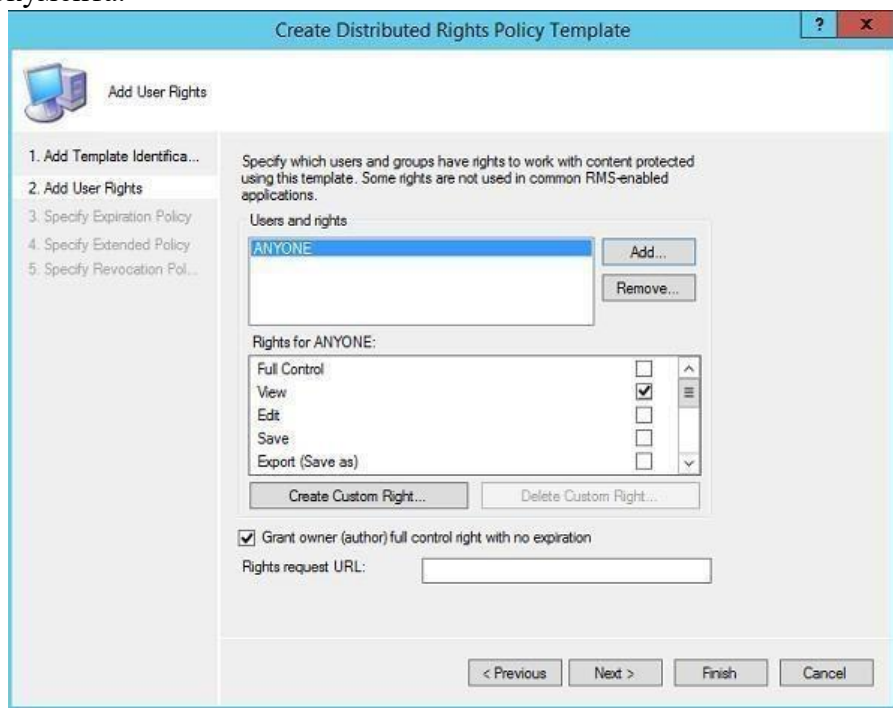 Create Distributed Rights Policy Template
? x
Add User Rights
1. Add Template Identifica...
2. Add User Rights
3. Specify Expiration Policy
4. Specify Extended Policy
5. Specify Revocation Pol...
Specify which users and groups have rights to work with content protected
using this template. Some rights are not used in common RMS-enabled
applications.
Users and rights
ANYONE
Add...
Remove...
Rights for ANYONE:
Full Control
View
Edit
Save
Export (Save as)
Create Custom Right...
Delete Custom Right...
Grant owner (author) full control right with no expiration
Rights request URL:
< Previous
Next >
Finish
Cancel